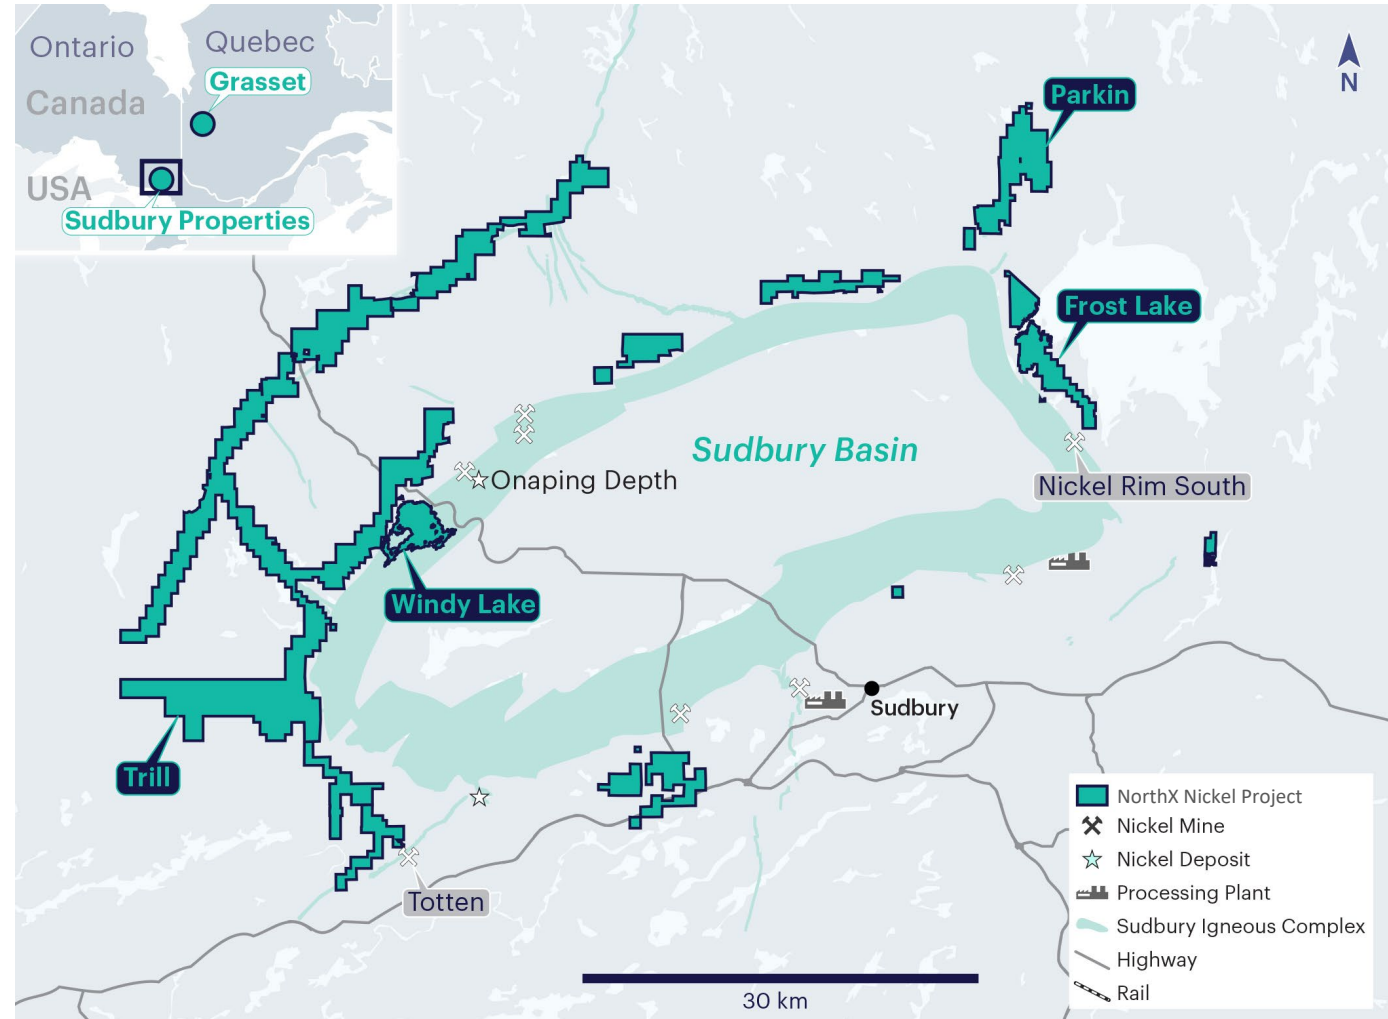 Ontario
Quebec
Grasset
Canada
USA
Sudbury Properties
N
Parkin
Frost Lake
Sudbury Basin
Onaping Depth
Nickel Rim South
Windy Lake
Sudbury
Trill
Totten
30 km
NorthX Nickel Project
Nickel Mine
Nickel Deposit
Processing Plant
Sudbury Igneous Complex
Highway
Rail